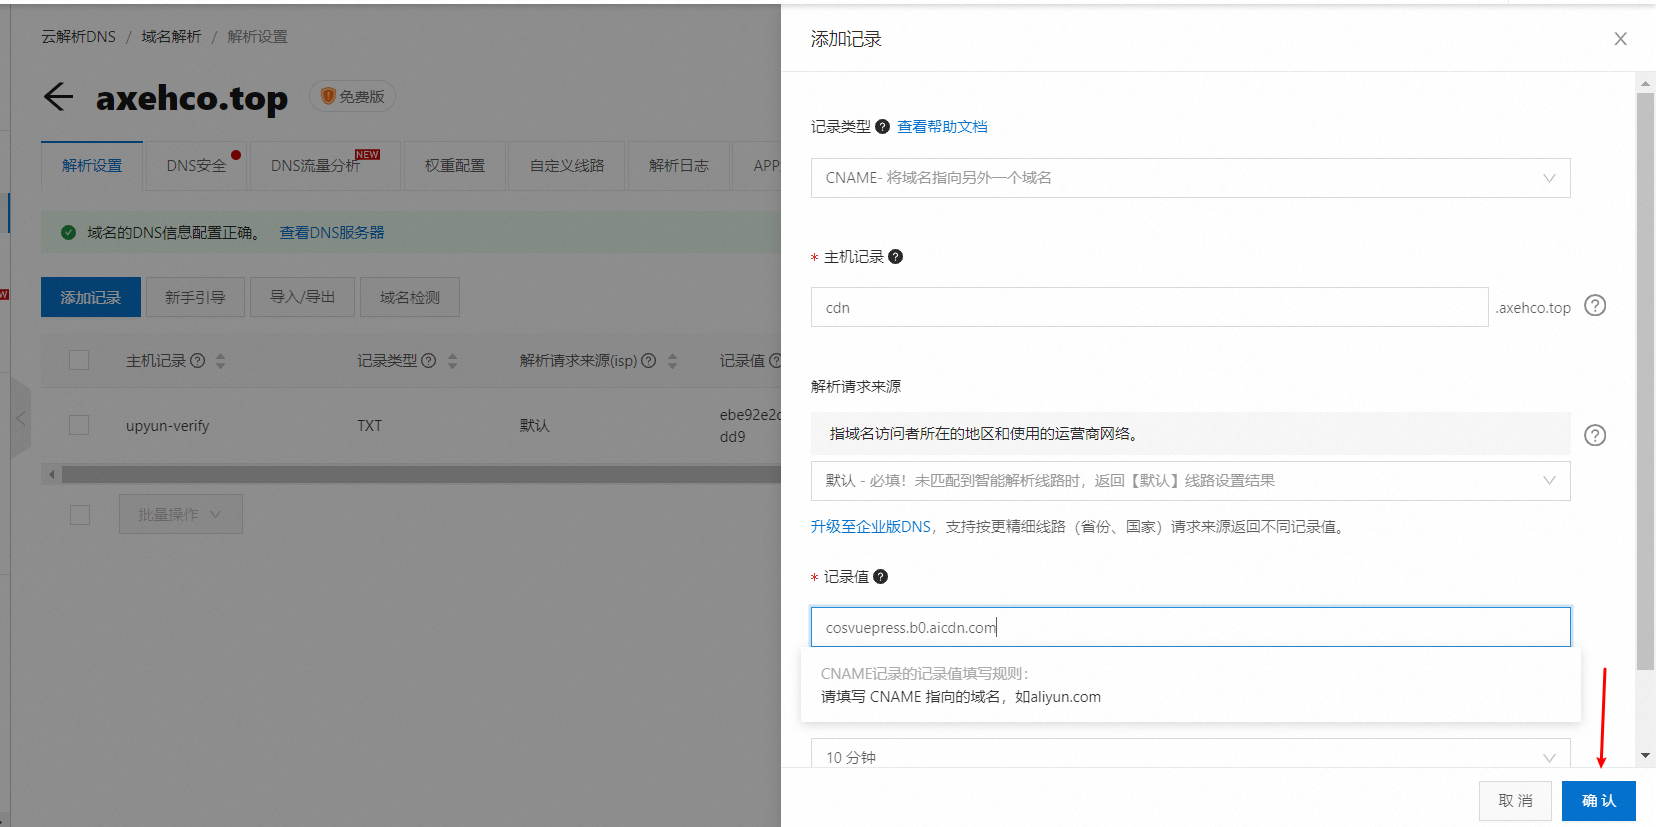 云解析DNS / 域名解析 / 解析设置
axehco.top 免费版
解析设置 DNS安全 DNS流量分析 NEW 权重配置 自定义线路 解析日志 APP
域名的DNS信息配置正确。 查看DNS服务器
添加记录 新手引导 导入/导出 域名检测
主机记录 记录类型 解析请求来源(isp) 记录值
upyun-verify TXT 默认 ebe92e2c
dd9
批量操作
添加记录
记录类型 查看帮助文档
CNAME- 将域名指向另外一个域名
* 主机记录
cdn .axehco.top
解析请求来源
指域名访问者所在的地区和使用的运营商网络。
默认 - 必填！未匹配到智能解析线路时，返回【默认】线路设置结果
升级至企业版DNS，支持按更精细线路（省份、国家）请求来源返回不同记录值。
* 记录值
cosvuepress.b0.aicdn.com
CNAME记录的记录值填写规则：
请填写 CNAME 指向的域名，如aliyun.com
10 分钟
取 消 确 认